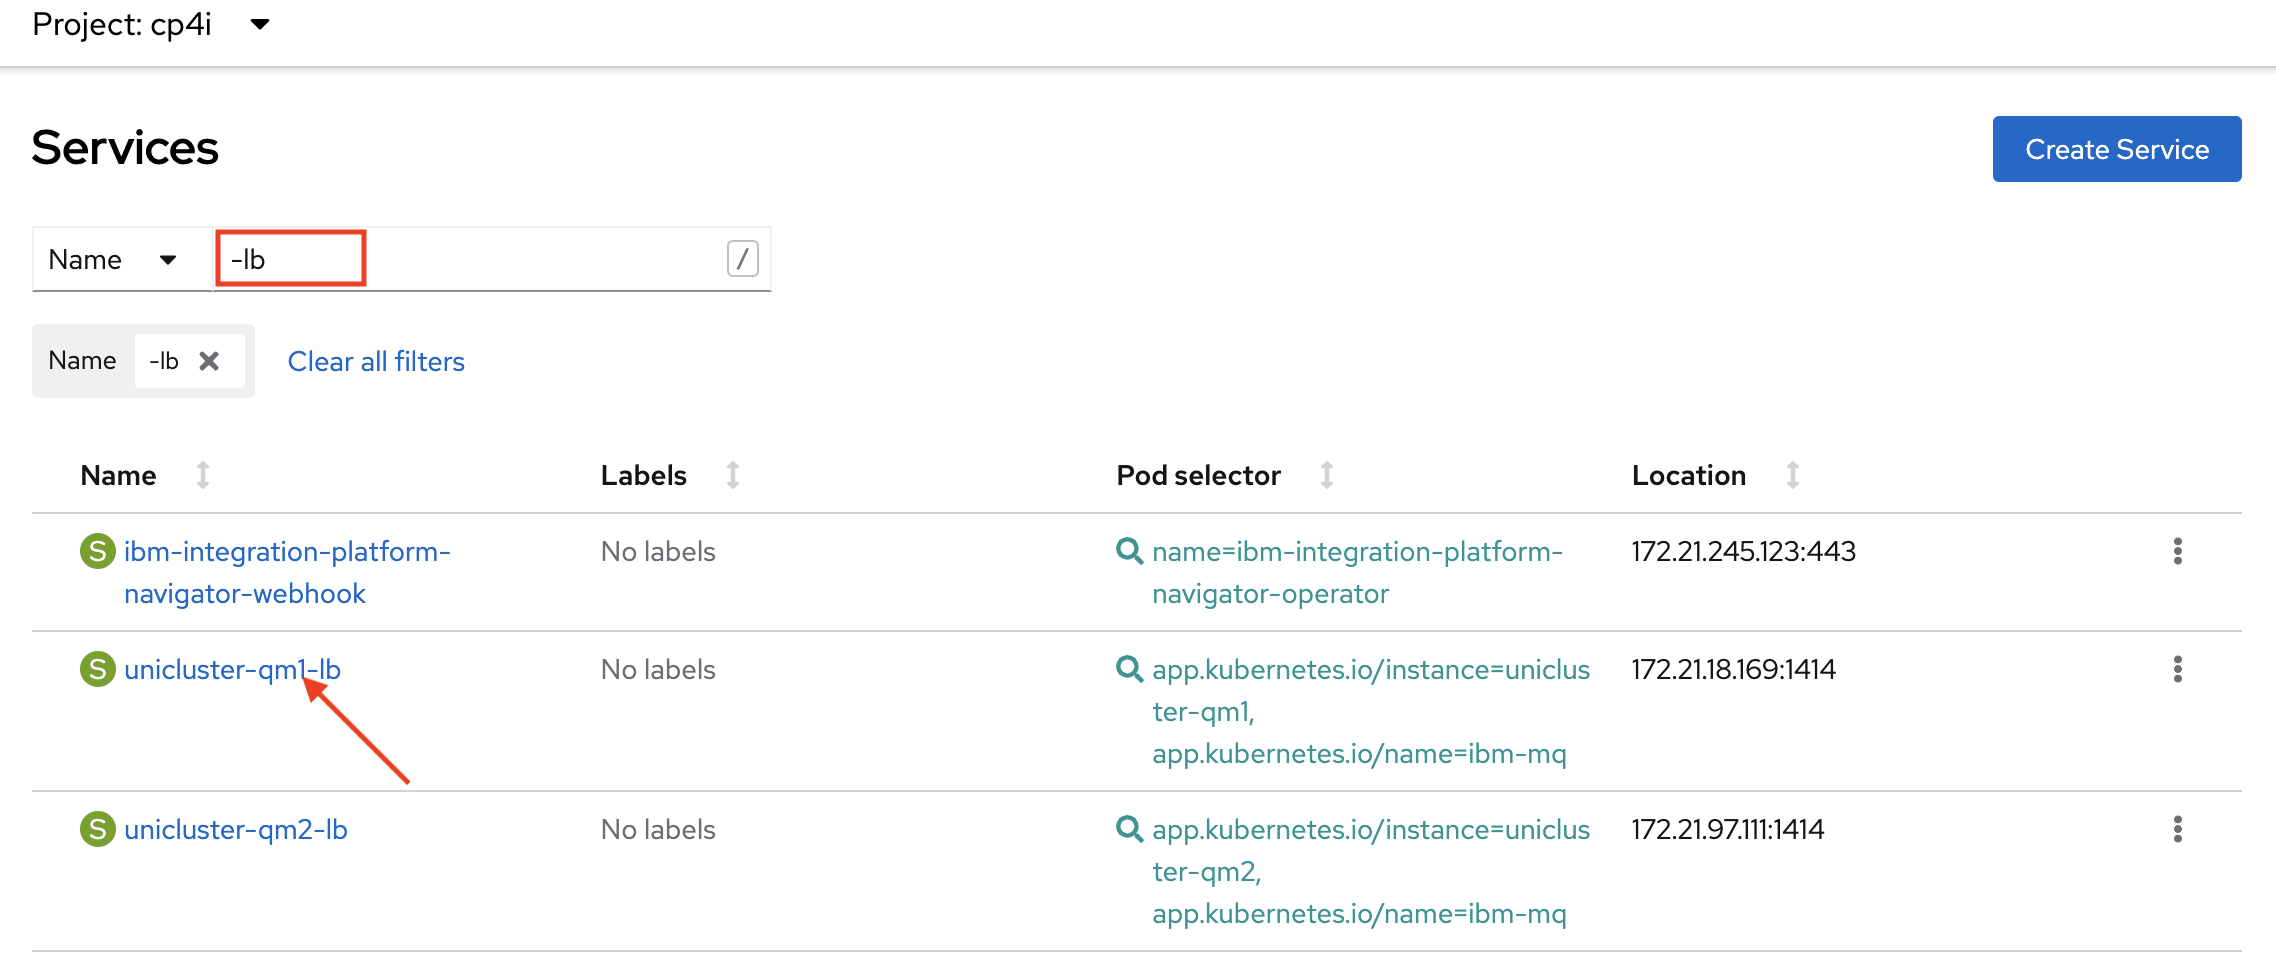 Project: cp4i
Services
Create Service
Name
-lb
/
Name -lb
Clear all filters
Name Labels Pod selector Location
S ibm-integration-platform- No labels name=ibm-integration-platform- 172.21.245.123:443
navigator-webhook navigator-operator
S unicluster-qm1-lb No labels app.kubernetes.io/instance=uniclus 172.21.18.169:1414
ter-qm1,
app.kubernetes.io/name=ibm-mq
S unicluster-qm2-lb No labels app.kubernetes.io/instance=uniclus 172.21.97.111:1414
ter-qm2,
app.kubernetes.io/name=ibm-mq